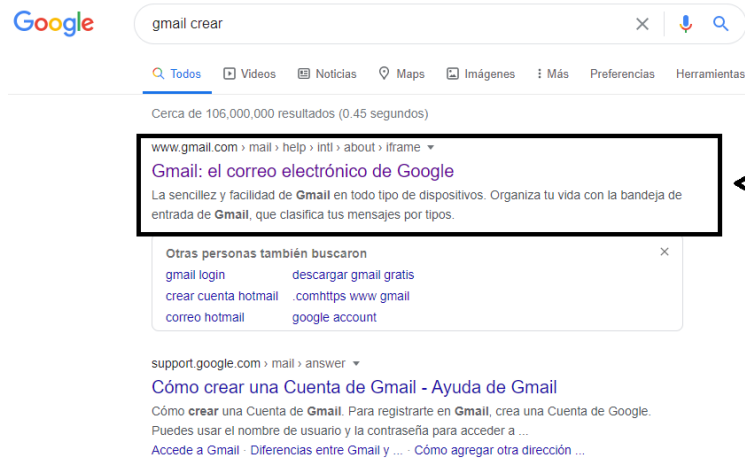 Google gmail crear
Todos Videos Noticias Maps Imágenes Más Preferencias Herramientas
Cerca de 106,000,000 resultados (0.45 segundos)
www.gmail.com › mail › help › intl › about › iframe
Gmail: el correo electrónico de Google
La sencillez y facilidad de Gmail en todo tipo de dispositivos. Organiza tu vida con la bandeja de
entrada de Gmail, que clasifica tus mensajes por tipos.
Otras personas también buscaron
gmail login descargar gmail gratis
crear cuenta hotmail .comhttps www gmail
correo hotmail google account
support.google.com › mail › answer
Cómo crear una Cuenta de Gmail - Ayuda de Gmail
Cómo crear una Cuenta de Gmail. Para registrarte en Gmail, crea una Cuenta de Google.
Puedes usar el nombre de usuario y la contraseña para acceder a ...
Accede a Gmail · Diferencias entre Gmail y ... · Cómo agregar otra dirección ...